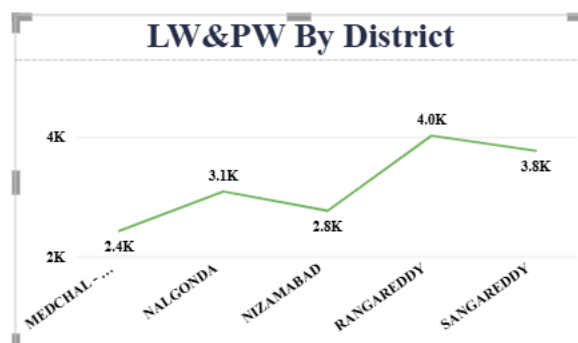 LW&PW By District
4K
2K
2.4K
3.1K
2.8K
4.0K
3.8K
MEDCHAL - ...
NALGONDA
NIZAMABAD
RANGAREDDY
SANGAREDDY